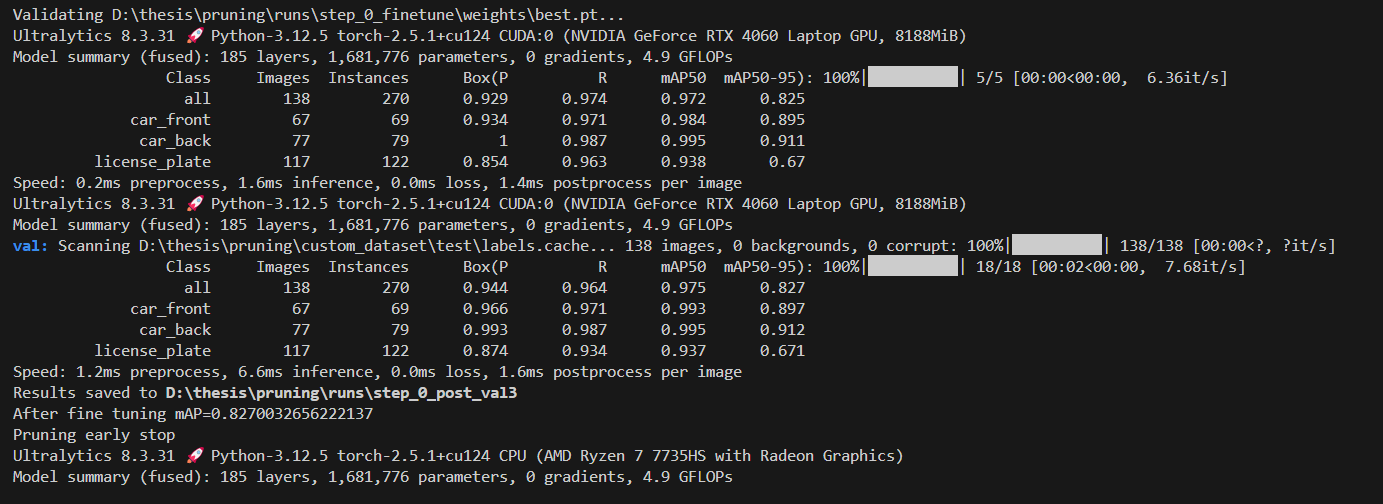 Validating D:\thesis\pruning\runs\step_0_finetune\weights\best.pt...
Ultralytics 8.3.31 🚀 Python-3.12.5 torch-2.5.1+cu124 CUDA:0 (NVIDIA GeForce RTX 4060 Laptop GPU, 8188MiB)
Model summary (fused): 185 layers, 1,681,776 parameters, 0 gradients, 4.9 GFLOPs
Class Images Instances Box(P R mAP50 mAP50-95): 100%|██████████| 5/5 [00:00<00:00, 6.36it/s]
all 138 270 0.929 0.974 0.972 0.825
car_front 67 69 0.934 0.971 0.984 0.895
car_back 77 79 1 0.987 0.995 0.911
license_plate 117 122 0.854 0.963 0.938 0.67
Speed: 0.2ms preprocess, 1.6ms inference, 0.0ms loss, 1.4ms postprocess per image
Ultralytics 8.3.31 🚀 Python-3.12.5 torch-2.5.1+cu124 CUDA:0 (NVIDIA GeForce RTX 4060 Laptop GPU, 8188MiB)
Model summary (fused): 185 layers, 1,681,776 parameters, 0 gradients, 4.9 GFLOPs
val: Scanning D:\thesis\pruning\custom_dataset\test\labels.cache... 138 images, 0 backgrounds, 0 corrupt: 100%|██████████| 138/138 [00:00<?, ?it/s]
Class Images Instances Box(P R mAP50 mAP50-95): 100%|██████████| 18/18 [00:02<00:00, 7.68it/s]
all 138 270 0.944 0.964 0.975 0.827
car_front 67 69 0.966 0.971 0.993 0.897
car_back 77 79 0.993 0.987 0.995 0.912
license_plate 117 122 0.874 0.934 0.937 0.671
Speed: 1.2ms preprocess, 6.6ms inference, 0.0ms loss, 1.6ms postprocess per image
Results saved to D:\thesis\pruning\runs\step_0_post_val3
After fine tuning mAP=0.8270032656222137
Pruning early stop
Ultralytics 8.3.31 🚀 Python-3.12.5 torch-2.5.1+cu124 CPU (AMD Ryzen 7 7735HS with Radeon Graphics)
Model summary (fused): 185 layers, 1,681,776 parameters, 0 gradients, 4.9 GFLOPs